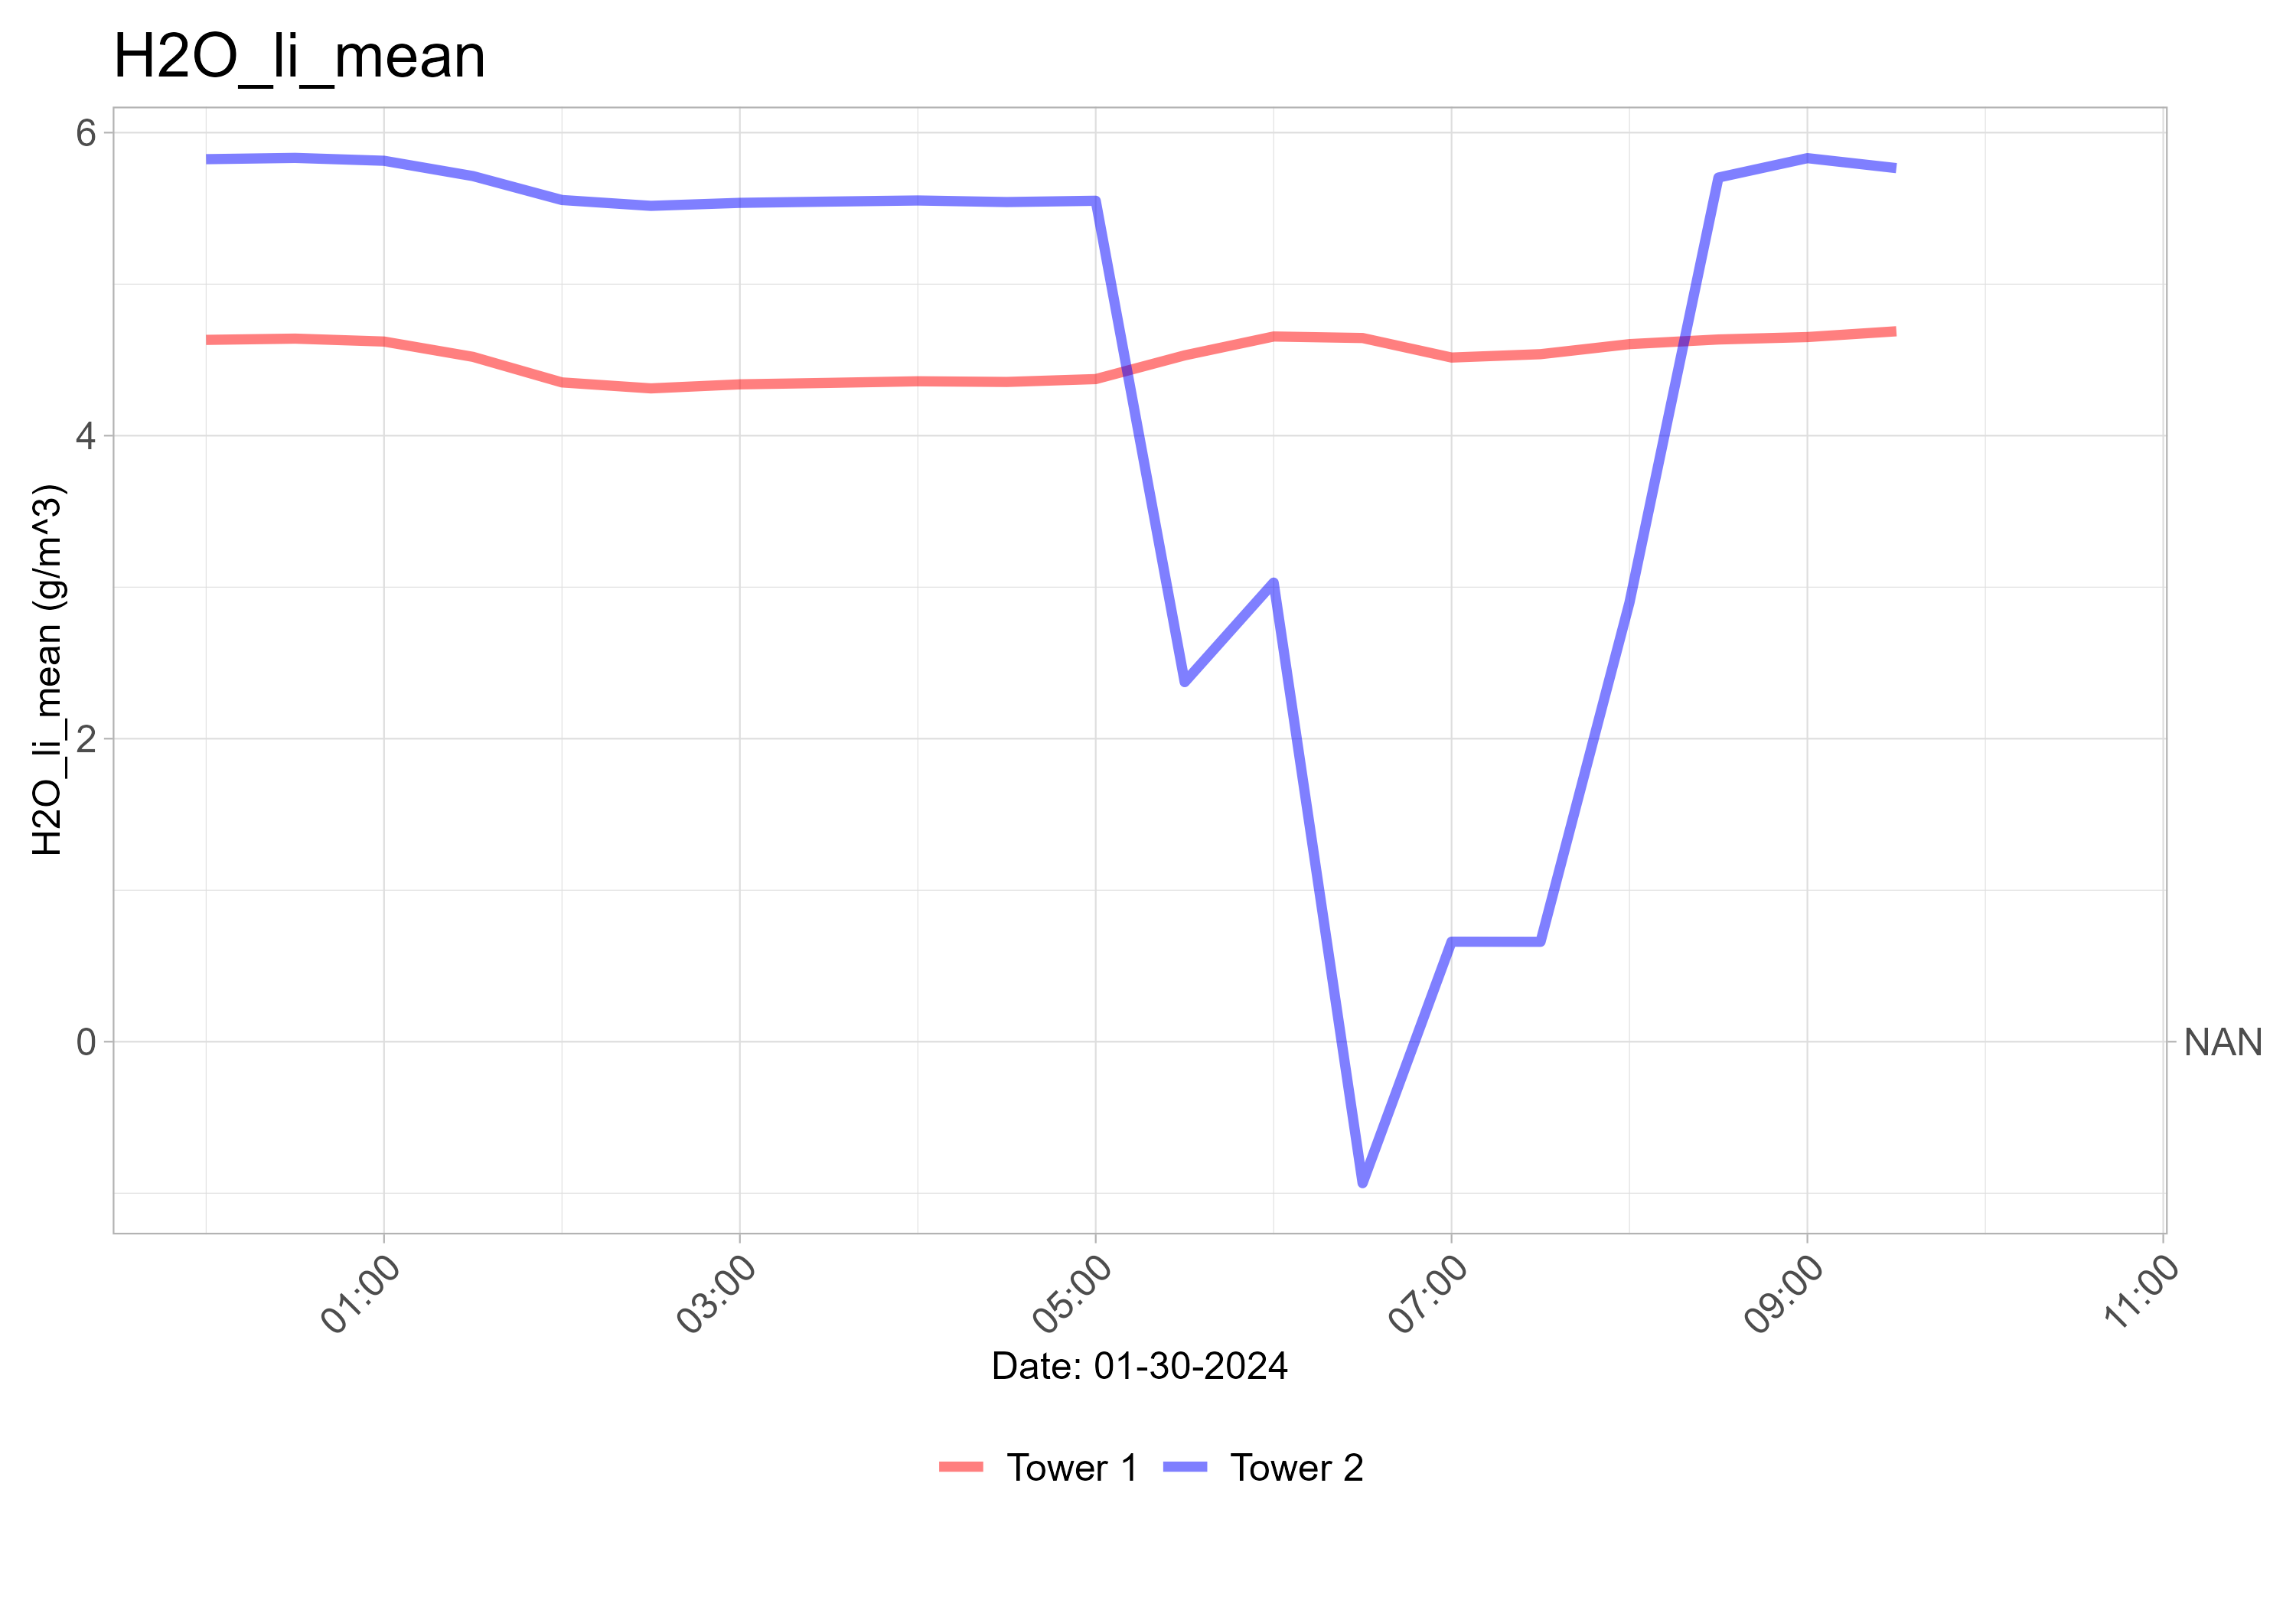 H2O_li_mean
H2O_li_mean (g/m^3)
6
4
2
0
NAN
01:00
03:00
05:00
07:00
09:00
11:00
Date: 01-30-2024
Tower 1
Tower 2